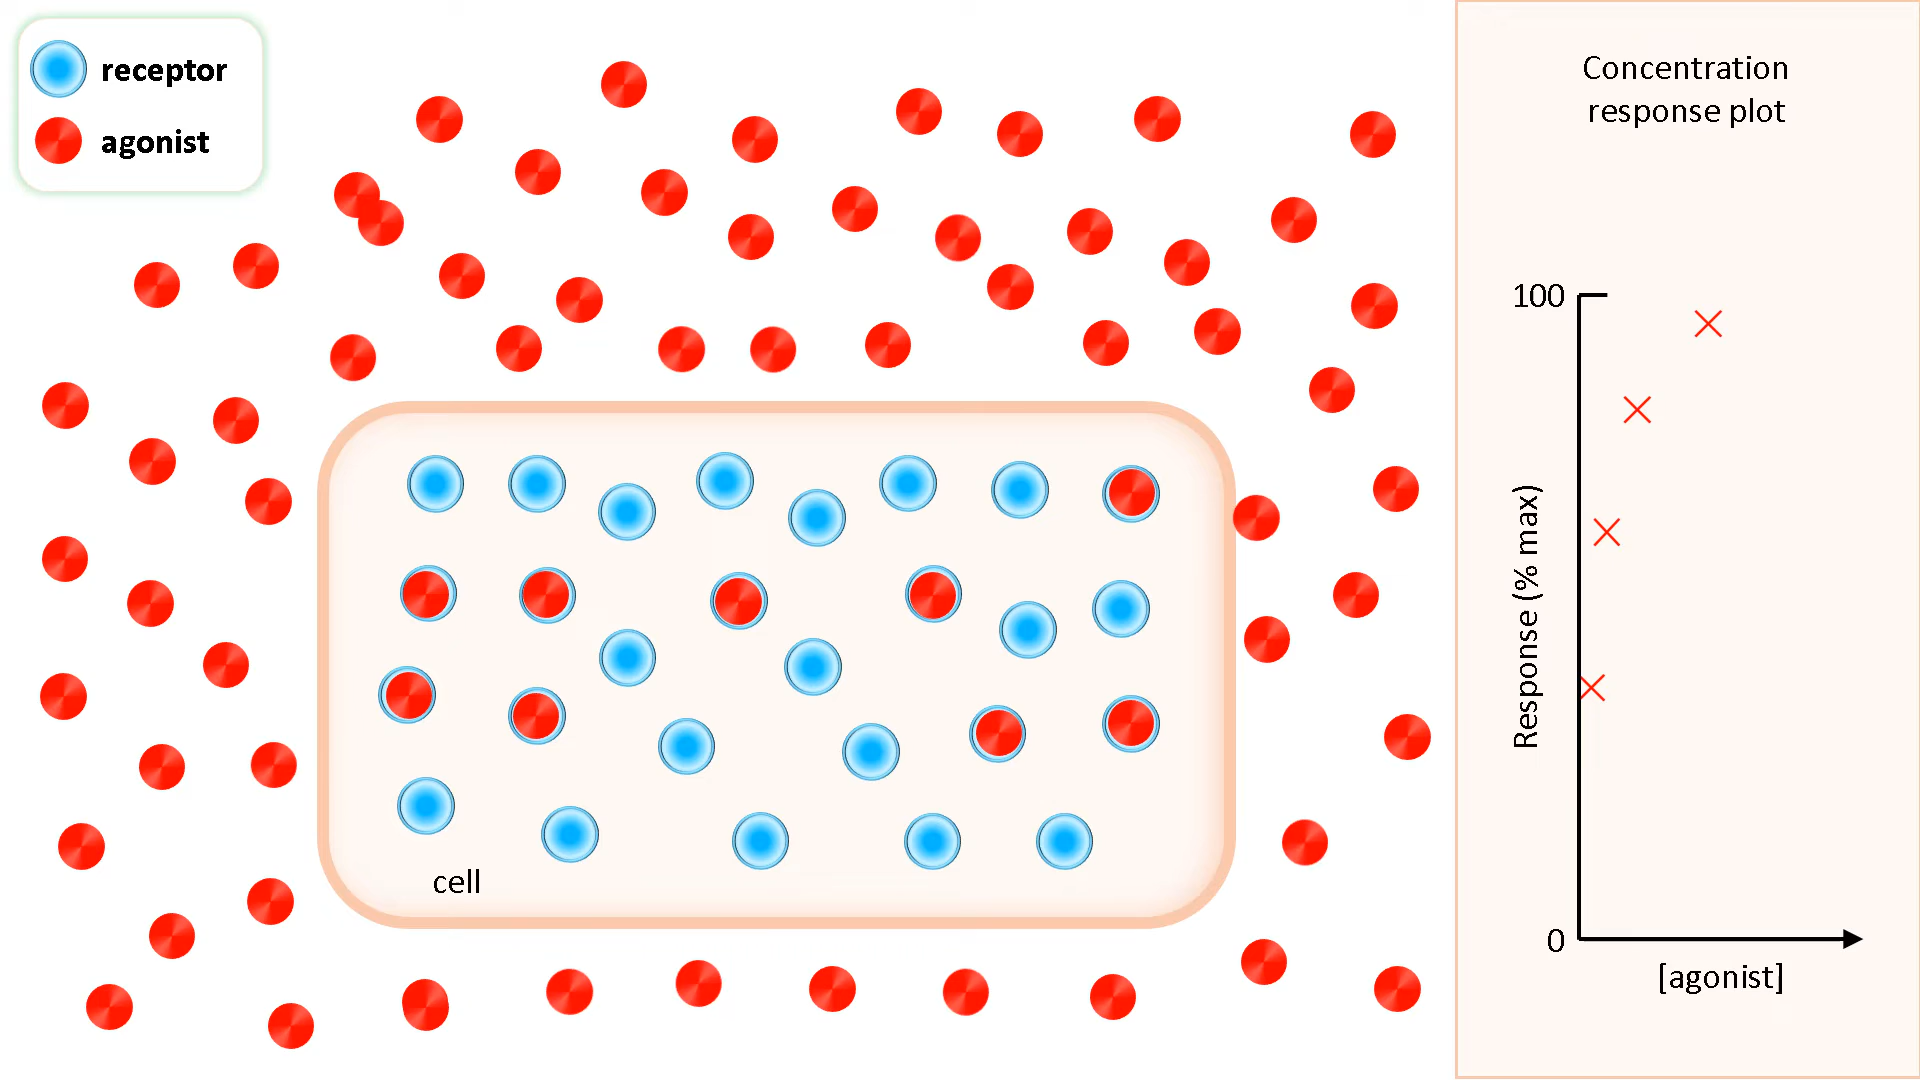 receptor
agonist
cell
Concentration
response plot
100
Response (% max)
0
[agonist]